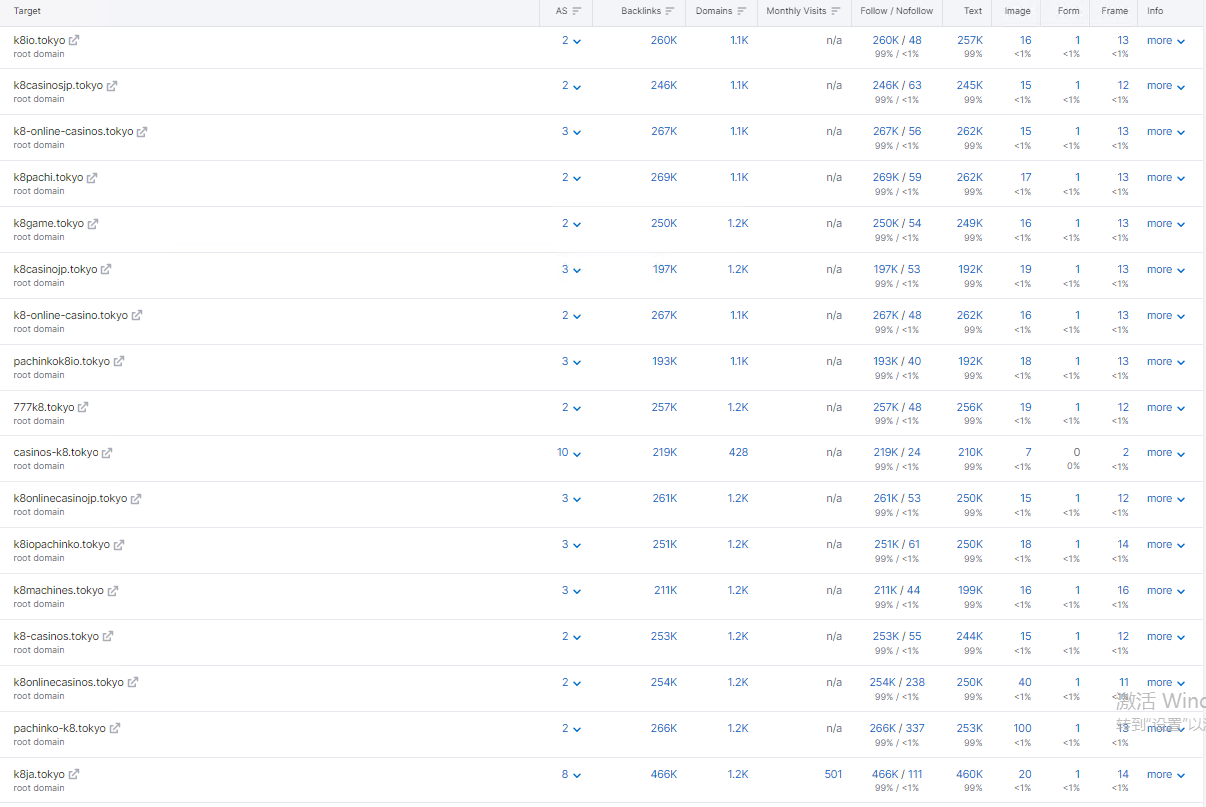 Target AS Backlinks Domains Monthly Visits Follow / Nofollow Text Image Form Frame Info
k8io.tokyo 2 260K 1.1K n/a 260K / 48 257K 16 1 13 more
root domain 99% / <1% 99% <1% <1% <1%
k8casinosjp.tokyo 2 246K 1.1K n/a 246K / 63 245K 15 1 12 more
root domain 99% / <1% 99% <1% <1% <1%
k8-online-casinos.tokyo 3 267K 1.1K n/a 267K / 56 262K 15 1 13 more
root domain 99% / <1% 99% <1% <1% <1%
k8pachi.tokyo 2 269K 1.1K n/a 269K / 59 262K 17 1 13 more
root domain 99% / <1% 99% <1% <1% <1%
k8game.tokyo 2 250K 1.2K n/a 250K / 54 249K 16 1 13 more
root domain 99% / <1% 99% <1% <1% <1%
k8casinojp.tokyo 3 197K 1.2K n/a 197K / 53 192K 19 1 13 more
root domain 99% / <1% 99% <1% <1% <1%
k8-online-casino.tokyo 2 267K 1.1K n/a 267K / 48 262K 16 1 13 more
root domain 99% / <1% 99% <1% <1% <1%
pachinkok8io.tokyo 3 193K 1.1K n/a 193K / 40 192K 18 1 13 more
root domain 99% / <1% 99% <1% <1% <1%
777k8.tokyo 2 257K 1.2K n/a 257K / 48 256K 19 1 12 more
root domain 99% / <1% 99% <1% <1% <1%
casinos-k8.tokyo 10 219K 428 n/a 219K / 24 210K 7 0 2 more
root domain 99% / <1% 99% <1% 0% <1%
k8onlinecasinojp.tokyo 3 261K 1.2K n/a 261K / 53 250K 15 1 12 more
root domain 99% / <1% 99% <1% <1% <1%
k8iopachinko.tokyo 3 251K 1.2K n/a 251K / 61 250K 18 1 14 more
root domain 99% / <1% 99% <1% <1% <1%
k8machines.tokyo 3 211K 1.2K n/a 211K / 44 199K 16 1 16 more
root domain 99% / <1% 99% <1% <1% <1%
k8-casinos.tokyo 2 253K 1.2K n/a 253K / 55 244K 15 1 12 more
root domain 99% / <1% 99% <1% <1% <1%
k8onlinecasinos.tokyo 2 254K 1.2K n/a 254K / 238 250K 40 1 11 more
root domain 99% / <1% 99% <1% <1% <1%
激活 Winc
pachinko-k8.tokyo 2 266K 1.2K n/a 266K / 337 253K 100 1 13 more
转到"设置"以
root domain 99% / <1% 99% <1% <1% <1%
k8ja.tokyo 8 466K 1.2K 501 466K / 111 460K 20 1 14 more
root domain 99% / <1% 99% <1% <1% <1%